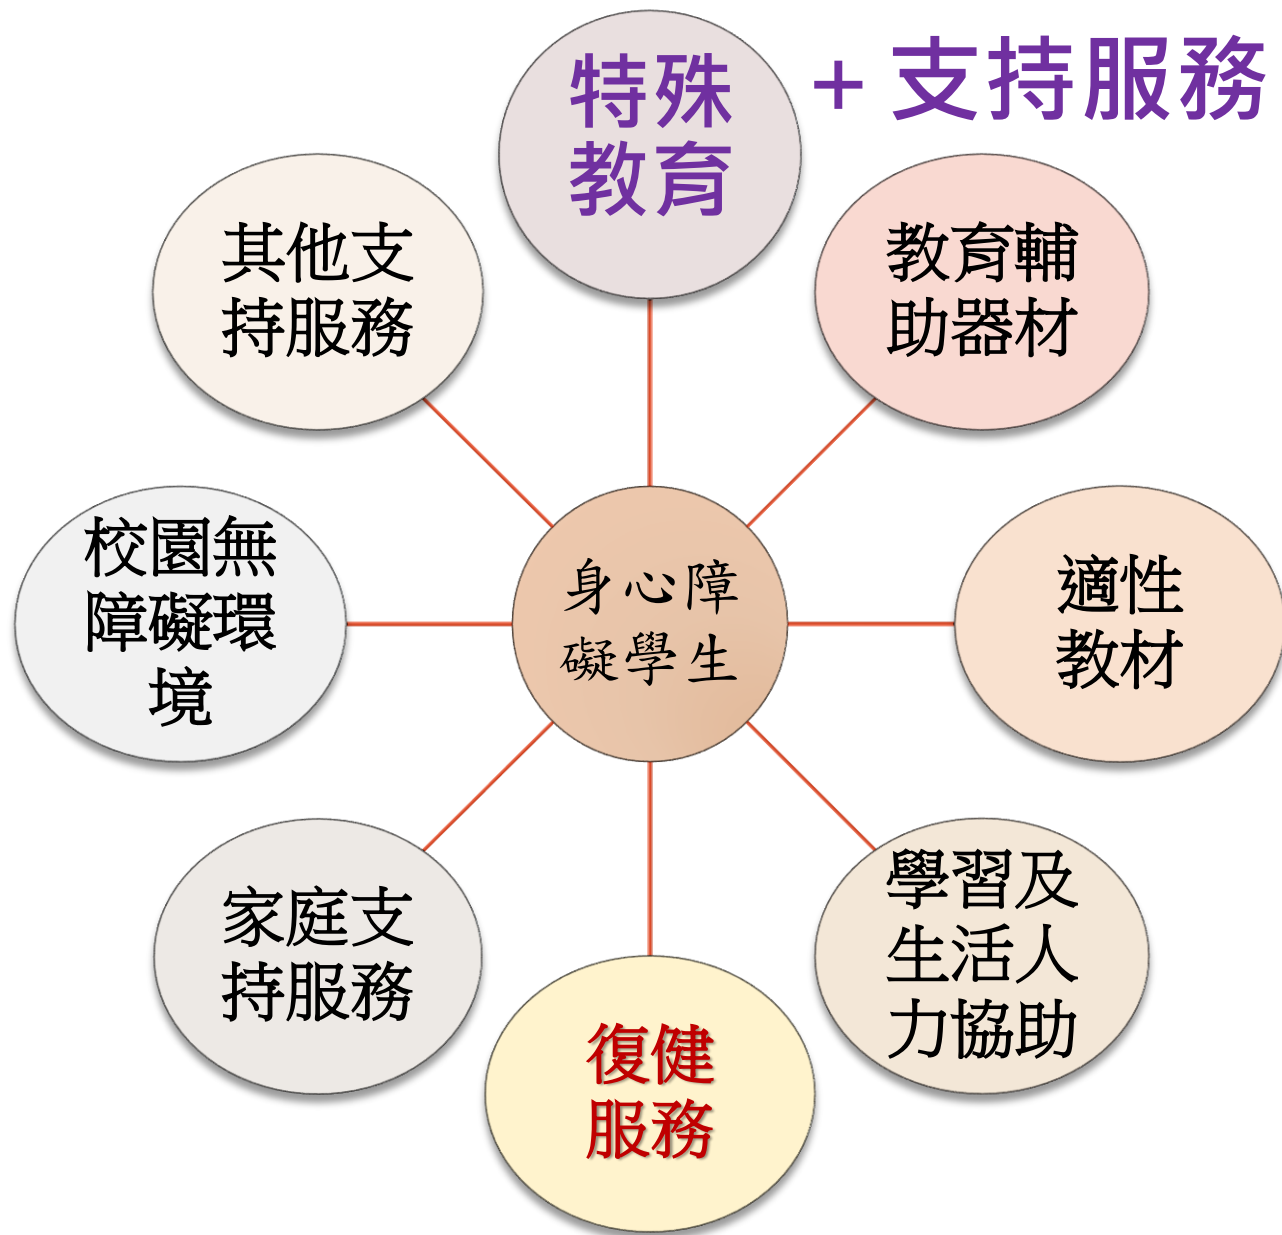 特殊
教育
+ 支持服務
教育輔
助器材
適性
教材
學習及
生活人
力協助
復健
服務
家庭支
持服務
校園無
障礙環
境
其他支
持服務
身心障
礙學生